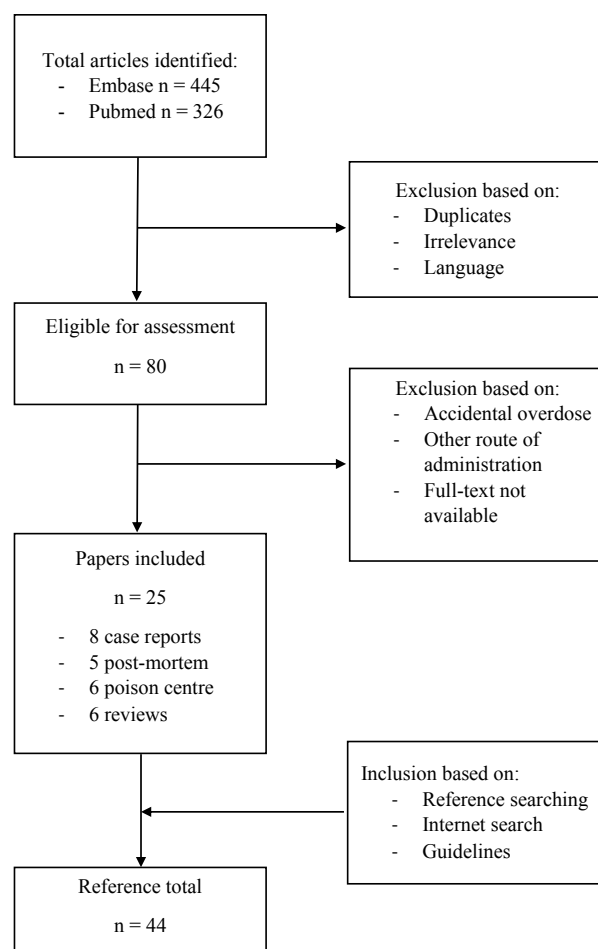 Total articles identified:
- Embase n = 445
- Pubmed n = 326
Exclusion based on:
- Duplicates
- Irrelevance
- Language
Eligible for assessment
n = 80
Exclusion based on:
- Accidental overdose
- Other route of
administration
- Full-text not
available
Papers included
n = 25
- 8 case reports
- 5 post-mortem
- 6 poison centre
- 6 reviews
Inclusion based on:
- Reference searching
- Internet search
- Guidelines
Reference total
n = 44